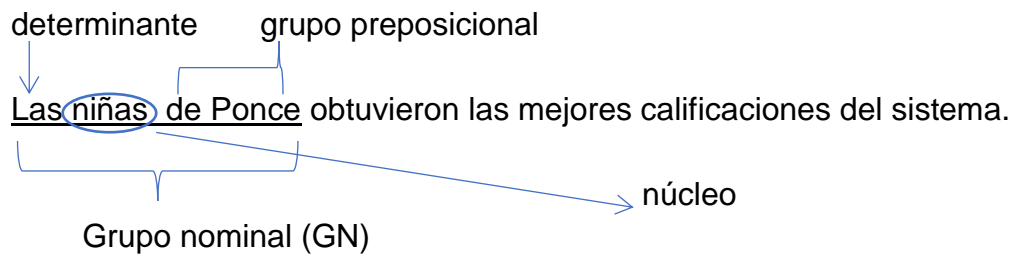 determinante grupo preposicional
Las niñas de Ponce obtuvieron las mejores calificaciones del sistema.
núcleo
Grupo nominal (GN)